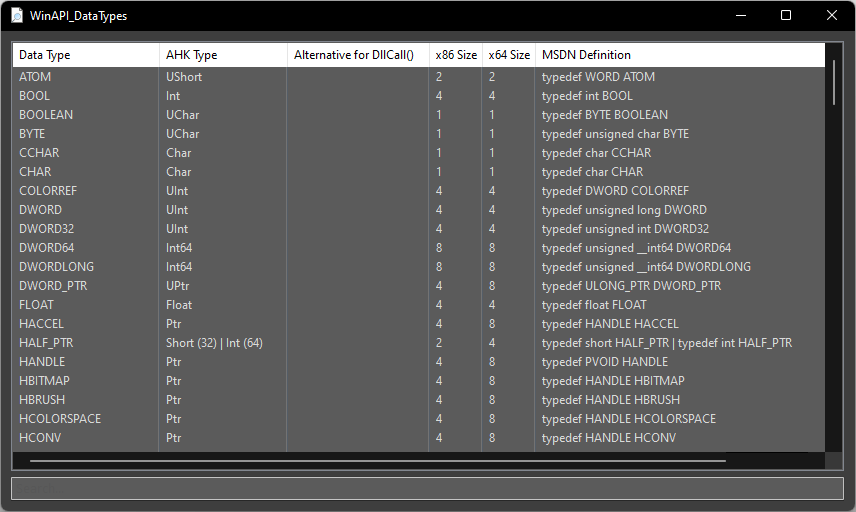 WinAPI_DataTypes
Data Type AHK Type Alternative for DllCall() x86 Size x64 Size MSDN Definition
ATOM UShort 2 2 typedef WORD ATOM
BOOL Int 4 4 typedef int BOOL
BOOLEAN UChar 1 1 typedef BYTE BOOLEAN
BYTE UChar 1 1 typedef unsigned char BYTE
CCHAR Char 1 1 typedef char CCHAR
CHAR Char 1 1 typedef char CHAR
COLORREF UInt 4 4 typedef DWORD COLORREF
DWORD UInt 4 4 typedef unsigned long DWORD
DWORD32 UInt 4 4 typedef unsigned int DWORD32
DWORD64 Int64 8 8 typedef unsigned __int64 DWORD64
DWORDLONG Int64 8 8 typedef unsigned __int64 DWORDLONG
DWORD_PTR UPtr 4 8 typedef ULONG_PTR DWORD_PTR
FLOAT Float 4 4 typedef float FLOAT
HACCEL Ptr 4 8 typedef HANDLE HACCEL
HALF_PTR Short (32) | Int (64) 2 4 typedef short HALF_PTR | typedef int HALF_PTR
HANDLE Ptr 4 8 typedef PVOID HANDLE
HBITMAP Ptr 4 8 typedef HANDLE HBITMAP
HBRUSH Ptr 4 8 typedef HANDLE HBRUSH
HCOLORSPACE Ptr 4 8 typedef HANDLE HCOLORSPACE
HCONV Ptr 4 8 typedef HANDLE HCONV